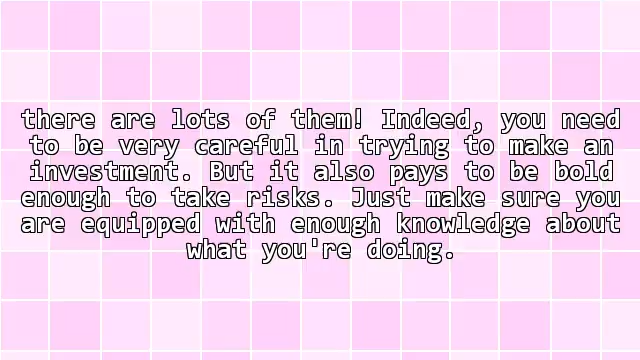 there are lots of them! Indeed, you need
to be very careful in trying to make an
investment. But it also pays to be bold
enough to take risks. Just make sure you
are equipped with enough knowledge about
what you're doing.